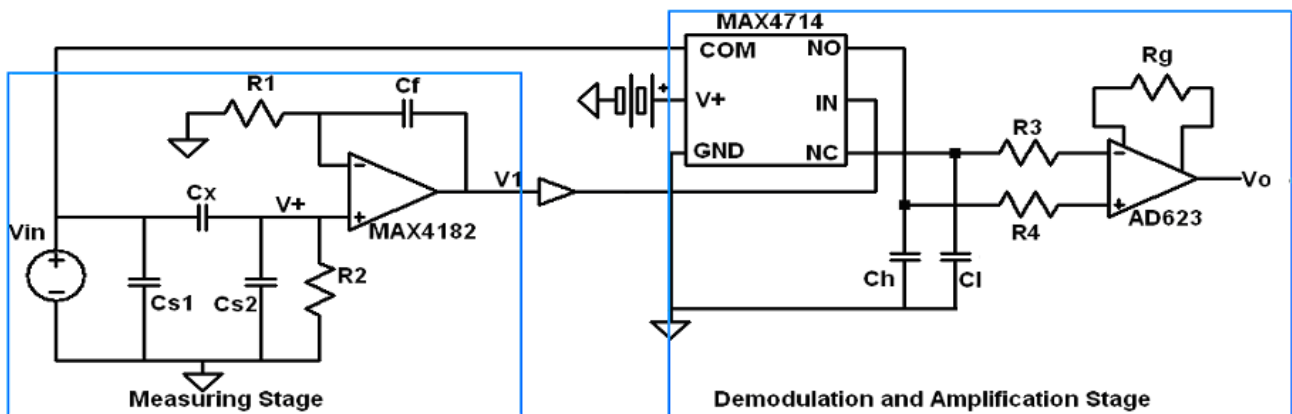 MAX4714
COM
NO
V+
IN
GND
NC
+
R1
Cf
Cx
V+
-
+
MAX4182
V1
Vin
+
-
Cs1
Cs2
R2
R3
R4
Rg
-
+
AD623
Vo
Ch
Cl
Measuring Stage
Demodulation and Amplification Stage